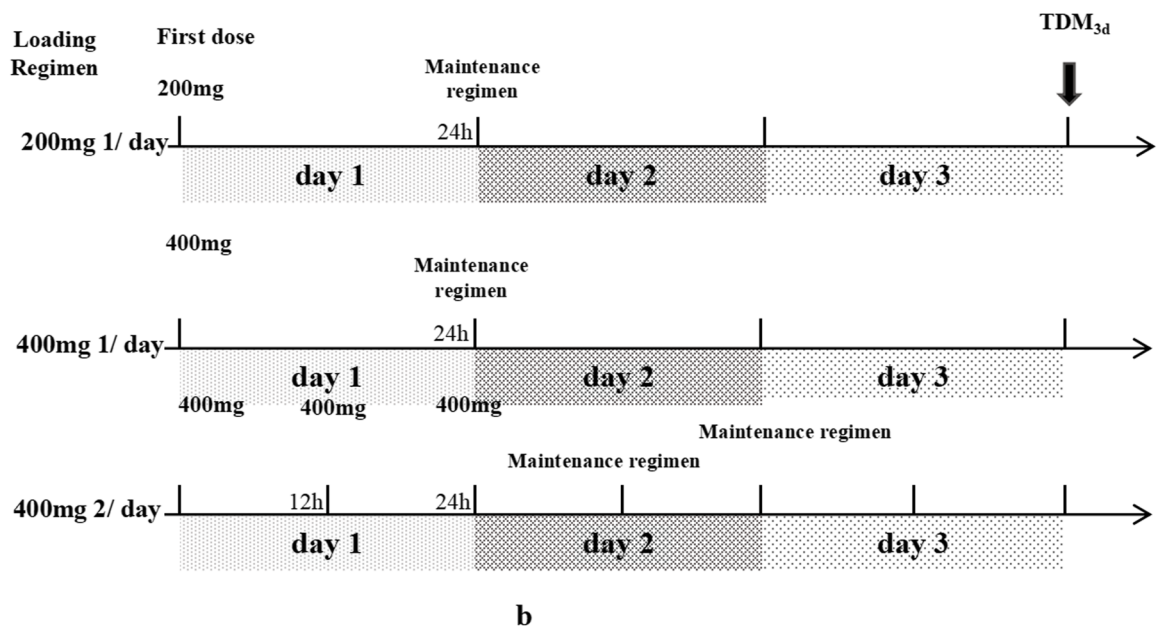 TDM3d
Loading
Regimen
First dose
200mg
Maintenance
regimen
200mg 1/ day
24h
day 1
day 2
day 3
400mg
Maintenance
regimen
400mg 1/ day
24h
day 1
day 2
day 3
400mg
400mg
400mg
Maintenance regimen
Maintenance regimen
400mg 2/ day
12h
24h
day 1
day 2
day 3
b